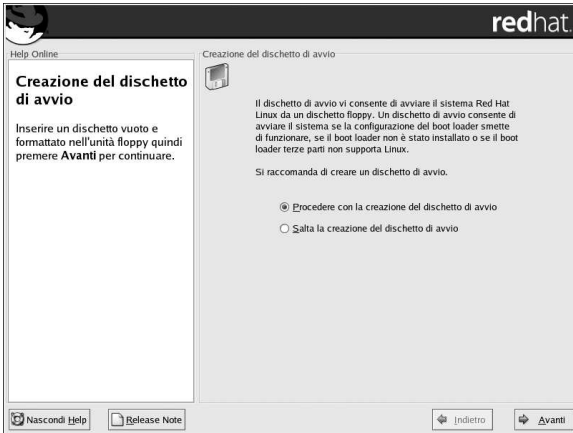 redhat.
Help Online
Creazione del dischetto
di avvio
Inserire un dischetto vuoto e
formattato nell'unità floppy quindi
premere Avanti per continuare.
Creazione del dischetto di avvio
Il dischetto di avvio vi consente di avviare il sistema Red Hat
Linux da un dischetto floppy. Un dischetto di avvio consente di
avviare il sistema se la configurazione del boot loader smette
di funzionare, se il boot loader non è stato installato o se il boot
loader terze parti non supporta Linux.
Si raccomanda di creare un dischetto di avvio.
Procedere con la creazione del dischetto di avvio
Salta la creazione del dischetto di avvio
Nascondi Help
Release Note
Indietro
Avanti